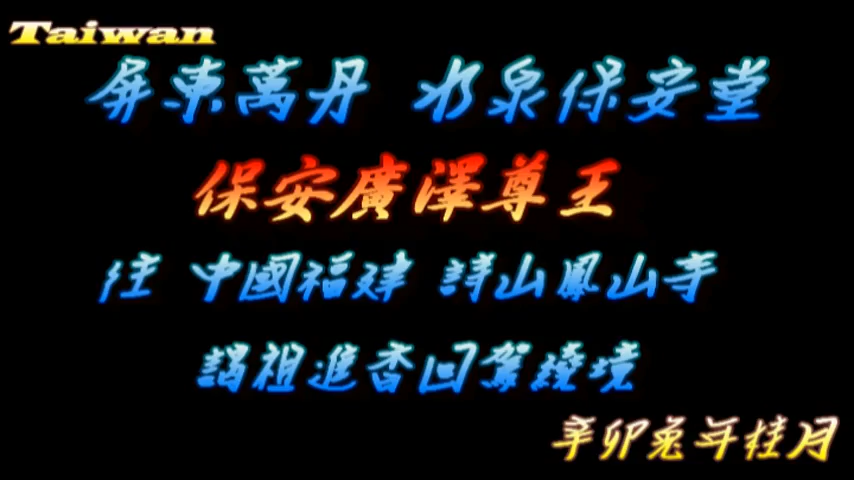 Taiwan
屏東萬丹 水泉保安堂
保安廣澤尊王
往 中國福建 詩山鳳山寺
謁祖進香回駕繞境
辛卯兔年桂月